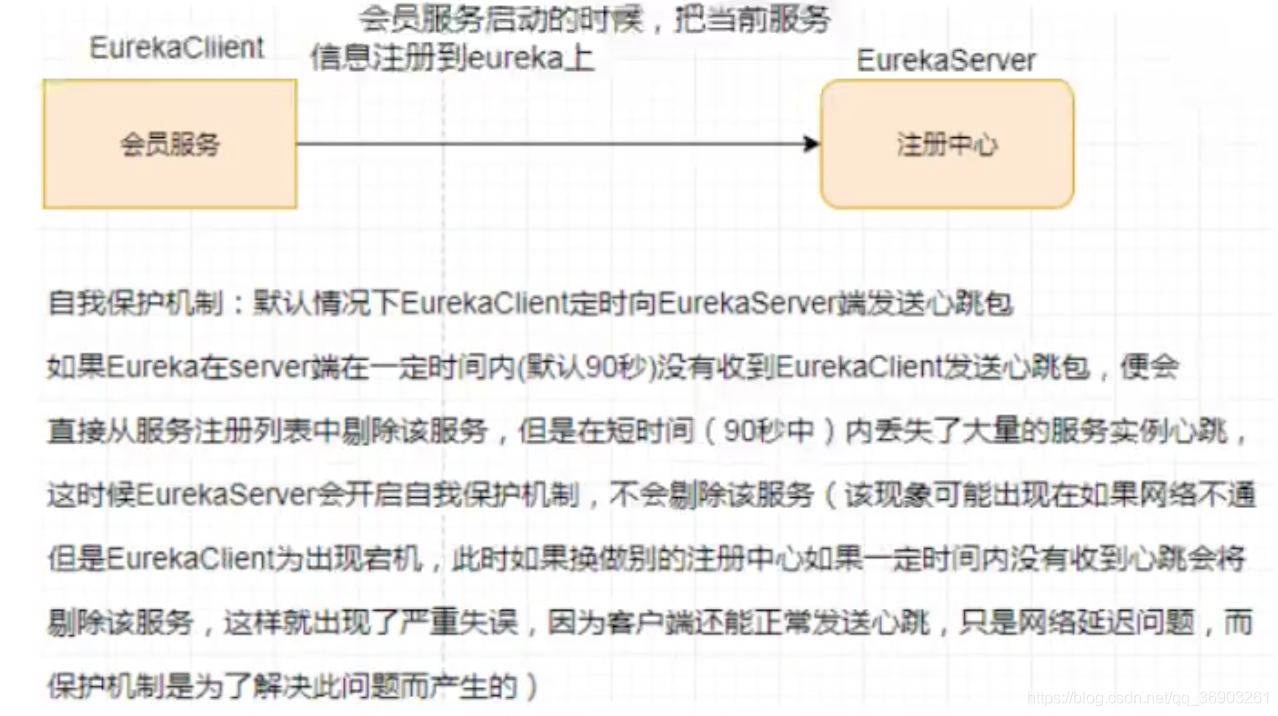 会员服务启动的时候，把当前服务
信息注册到eureka上
EurekaCliient
EurekaServer
会员服务
注册中心
自我保护机制：默认情况下EurekaClient定时向EurekaServer端发送心跳包
如果Eureka在server端在一定时间内(默认90秒)没有收到EurekaClient发送心跳包，便会
直接从服务注册列表中剔除该服务，但是在短时间（90秒中）内丢失了大量的服务实例心跳，
这时候EurekaServer会开启自我保护机制，不会剔除该服务（该现象可能出现在如果网络不通
但是EurekaClient为出现宕机，此时如果换做别的注册中心如果一定时间内没有收到心跳会将
剔除该服务，这样就出现了严重失误，因为客户端还能正常发送心跳，只是网络延迟问题，而
保护机制是为了解决此问题而产生的）
https://blog.csdn.net/qq_36903261